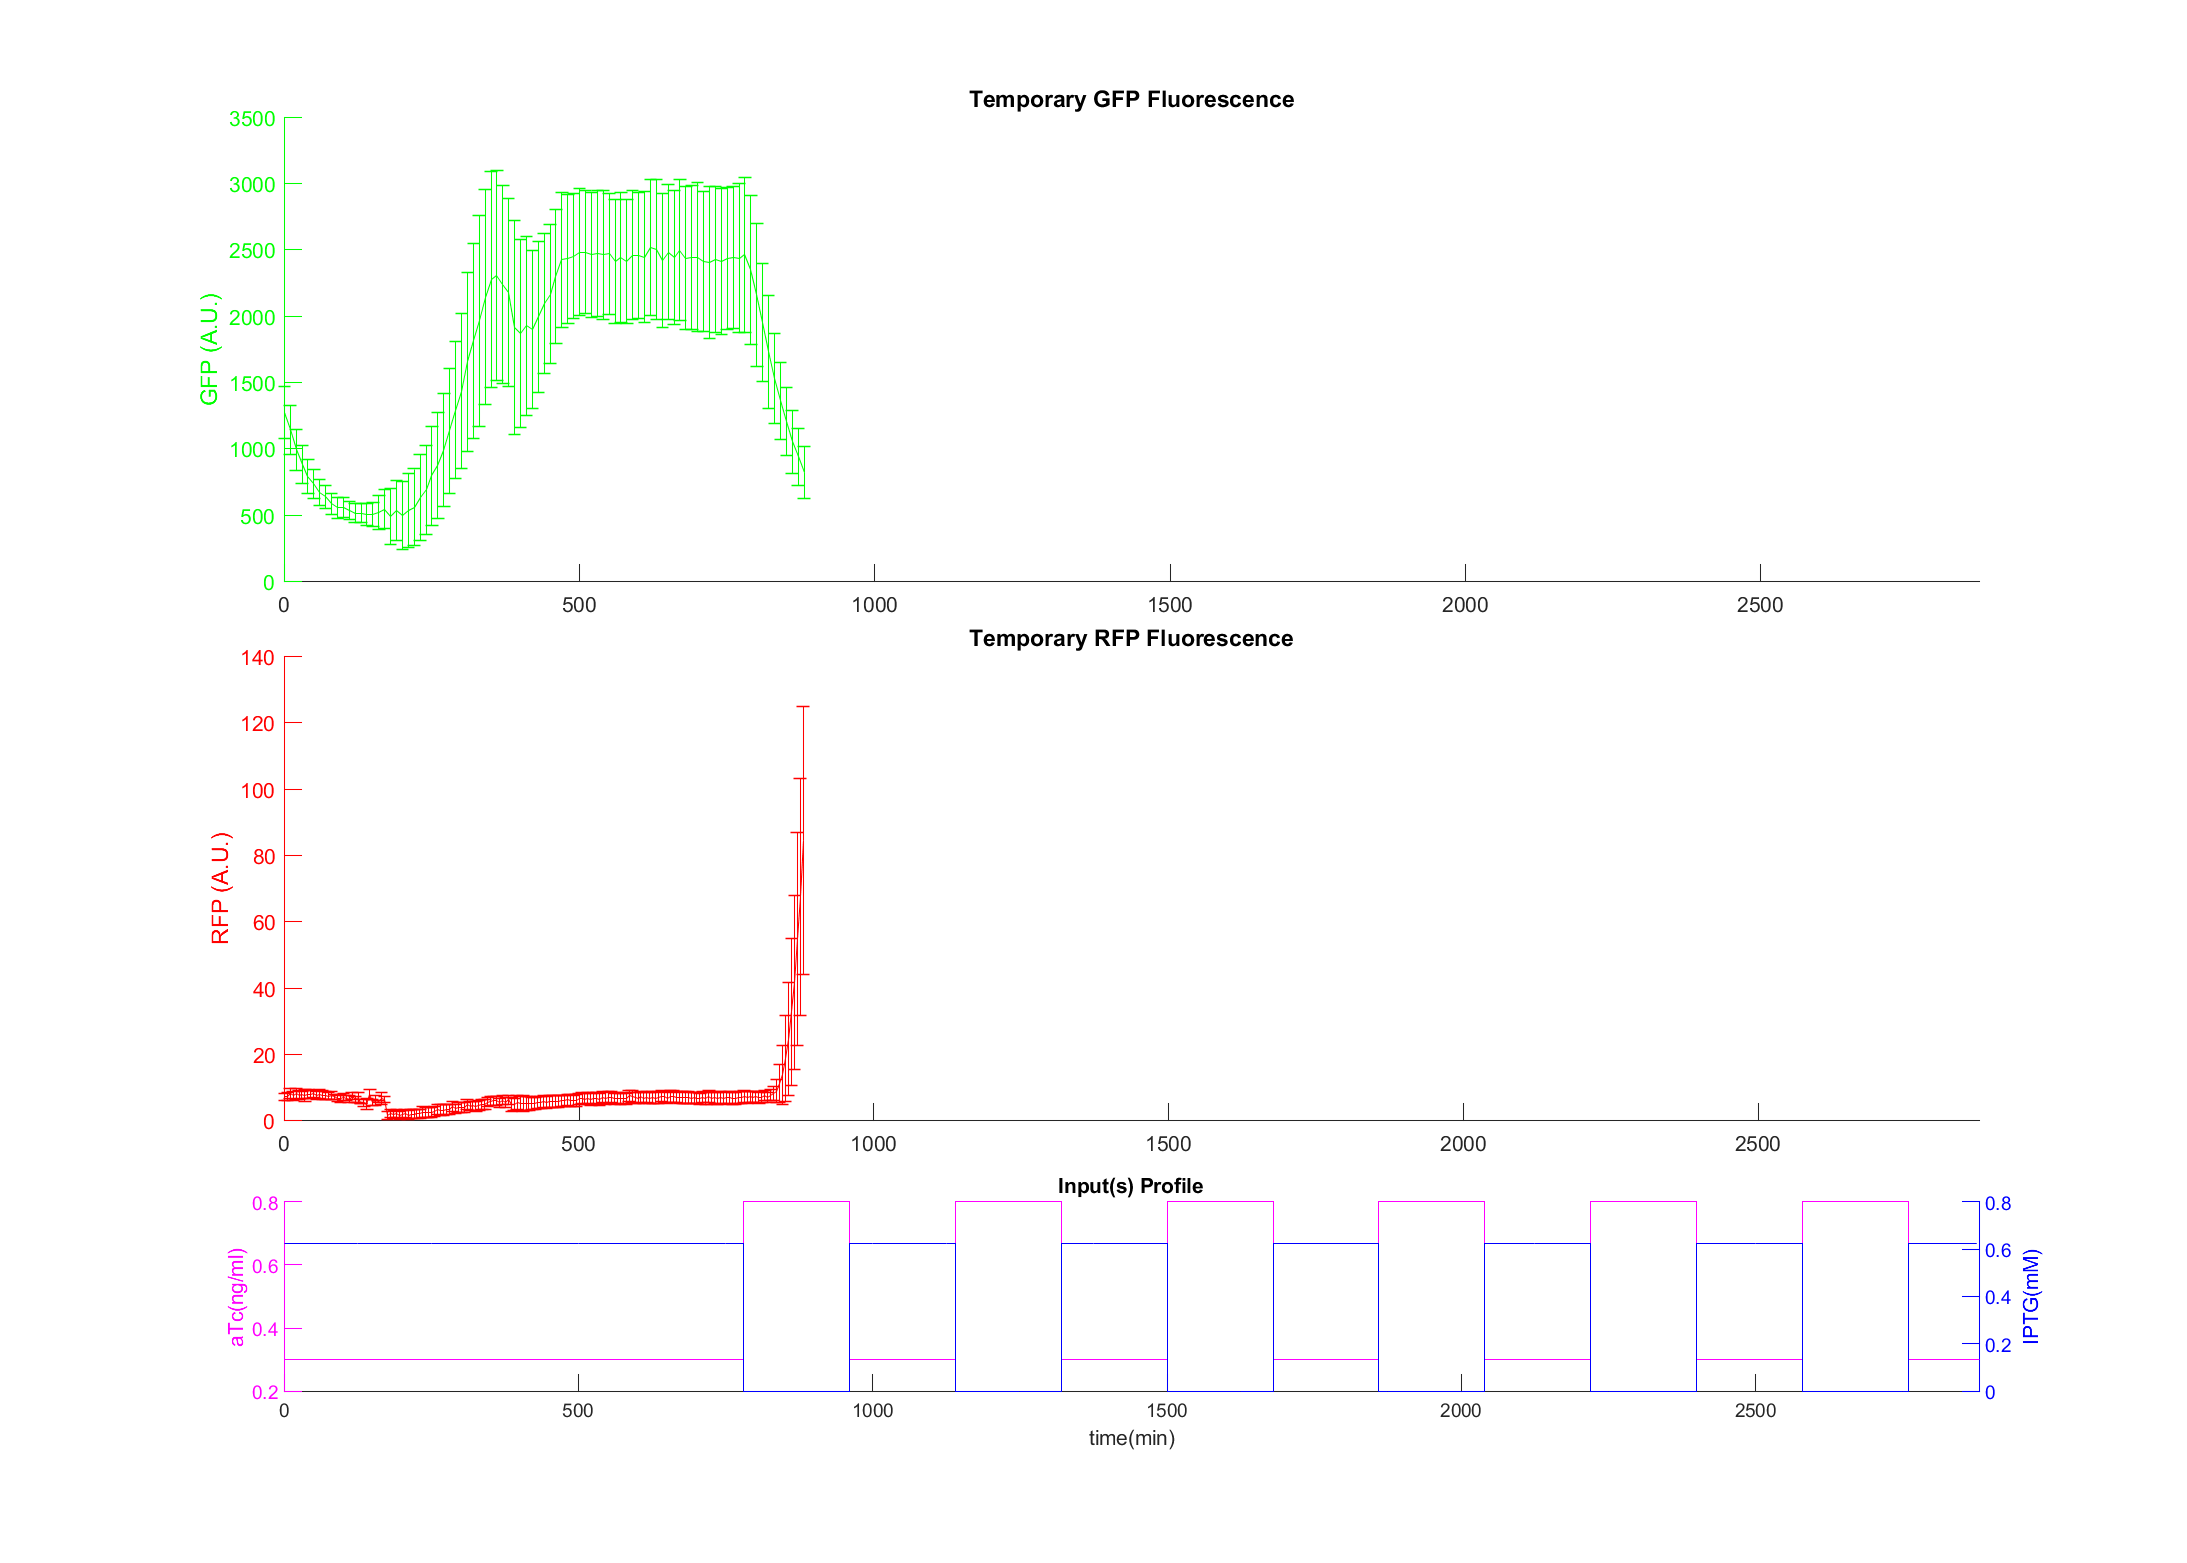 Temporary GFP Fluorescence
3500
3000
2500
2000
1500
1000
500
0
GFP (A.U.)
0 500 1000 1500 2000 2500
Temporary RFP Fluorescence
140
120
100
80
60
40
20
0
RFP (A.U.)
0 500 1000 1500 2000 2500
Input(s) Profile
0.8
0.6
0.4
0.2
aTc(ng/ml)
0.8
0.6
0.4
0.2
0
IPTG(mM)
0 500 1000 1500 2000 2500
time(min)